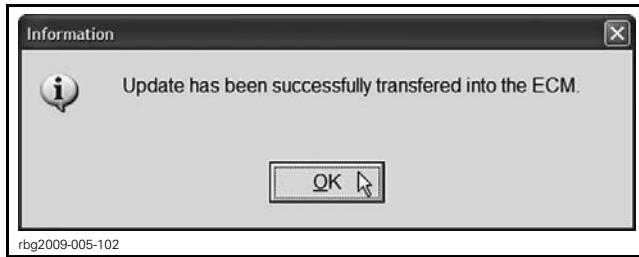 Information
Update has been successfully transfered into the ECM.
OK
rbg2009-005-102